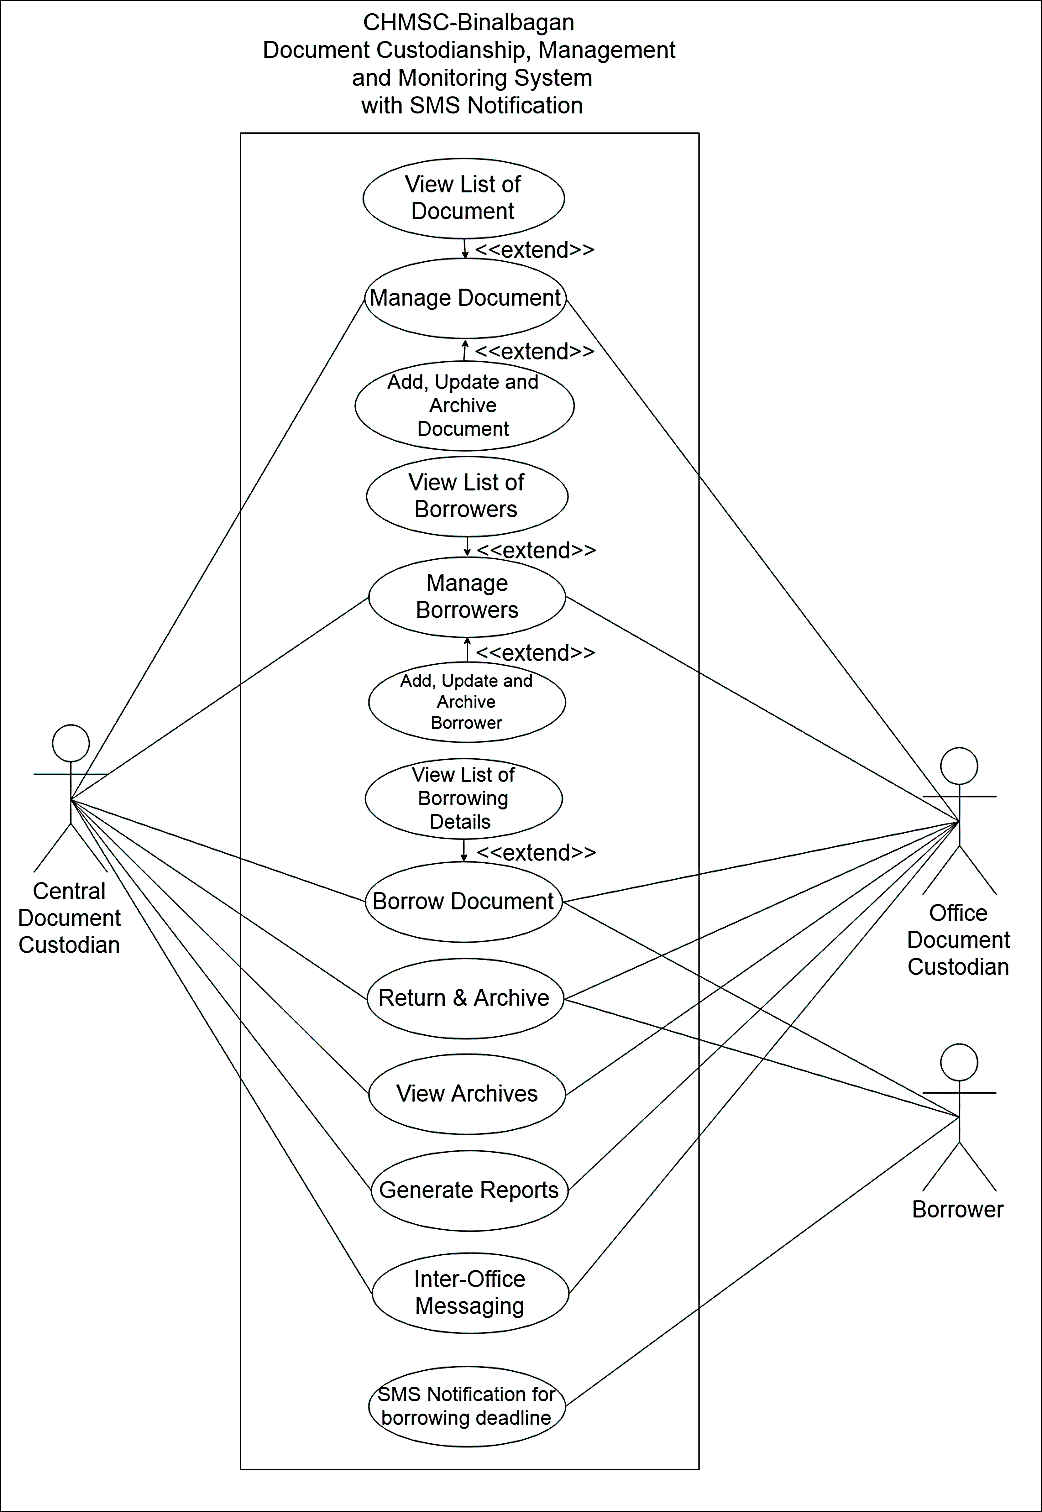 CHMSC-Binalbagan
Document Custodianship, Management
and Monitoring System
with SMS Notification
View List of
Document
<<extend>>
Manage Document
<<extend>>
Add, Update and
Archive
Document
View List of
Borrowers
<<extend>>
Manage
Borrowers
<<extend>>
Add, Update and
Archive
Borrower
View List of
Borrowing
Details
<<extend>>
Borrow Document
Central
Document
Custodian
Office
Document
Custodian
Return & Archive
View Archives
Generate Reports
Borrower
Inter-Office
Messaging
SMS Notification for
borrowing deadline